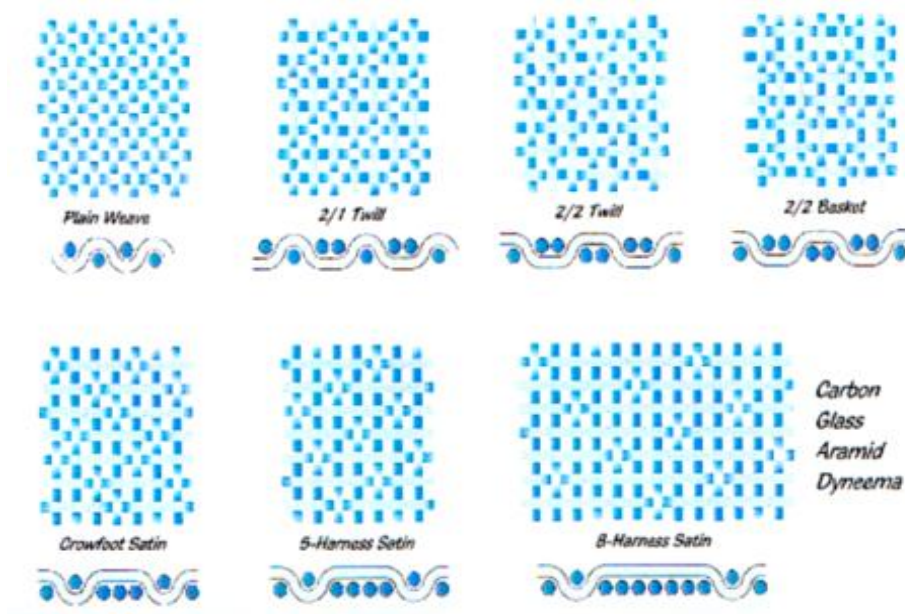 Plain Weave
2/1 Twill
2/2 Twill
2/2 Basket
Crowfoot Satin
5-Harness Satin
8-Harness Satin
Carbon
Glass
Aramid
Dyneema